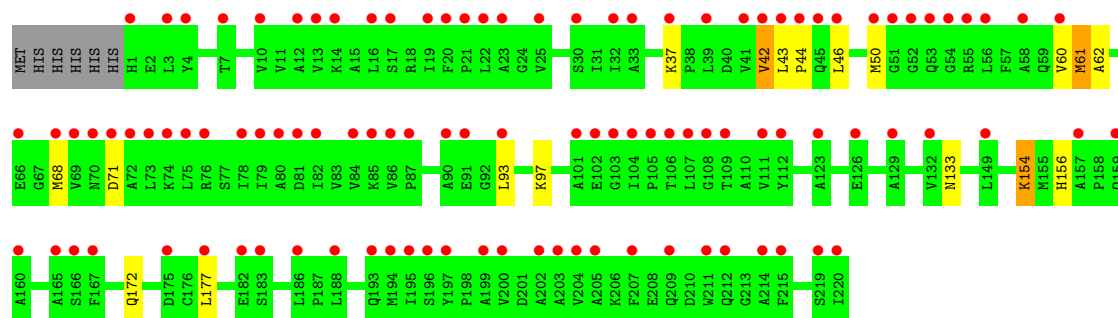 MET HIS HIS HIS HIS HIS H1 E2 L3 Y4 T7 V10 V11 A12 V13 K14 A15 L16 S17 R18 I19 F20 P21 L22 A23 G24 V25 S30 I31 I32 A33 K37 P38 L39 D40 V41 V42 L43 P44 Q45 L46 M50 G51 G52 Q53 G54 R55 L56 F57 A58 Q59 V60 M61 A62
E66 G67 M68 V69 N70 D71 A72 L73 K74 L75 R76 S77 I78 I79 A80 D81 I82 V83 V84 K85 V86 P87 A90 E91 G92 L93 K97 A101 E102 G103 I104 P105 T106 L107 G108 T109 A110 V111 Y112 A123 E126 A129 V132 N133 L149 K154 M155 H156 A157 P158
A160 A165 S166 F167 Q172 D175 C176 L177 E182 S183 L186 P187 L188 Q193 M194 I195 S196 Y197 P198 A199 V200 D201 A202 A203 V204 A205 K206 F207 E208 Q209 D210 W211 Q212 G213 A214 F215 S219 I220